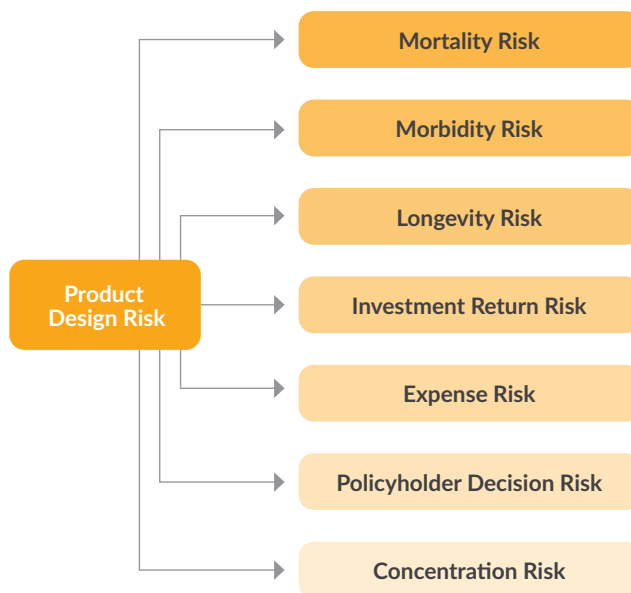 Mortality Risk
Morbidity Risk
Longevity Risk
Product
Design Risk
Investment Return Risk
Expense Risk
Policyholder Decision Risk
Concentration Risk